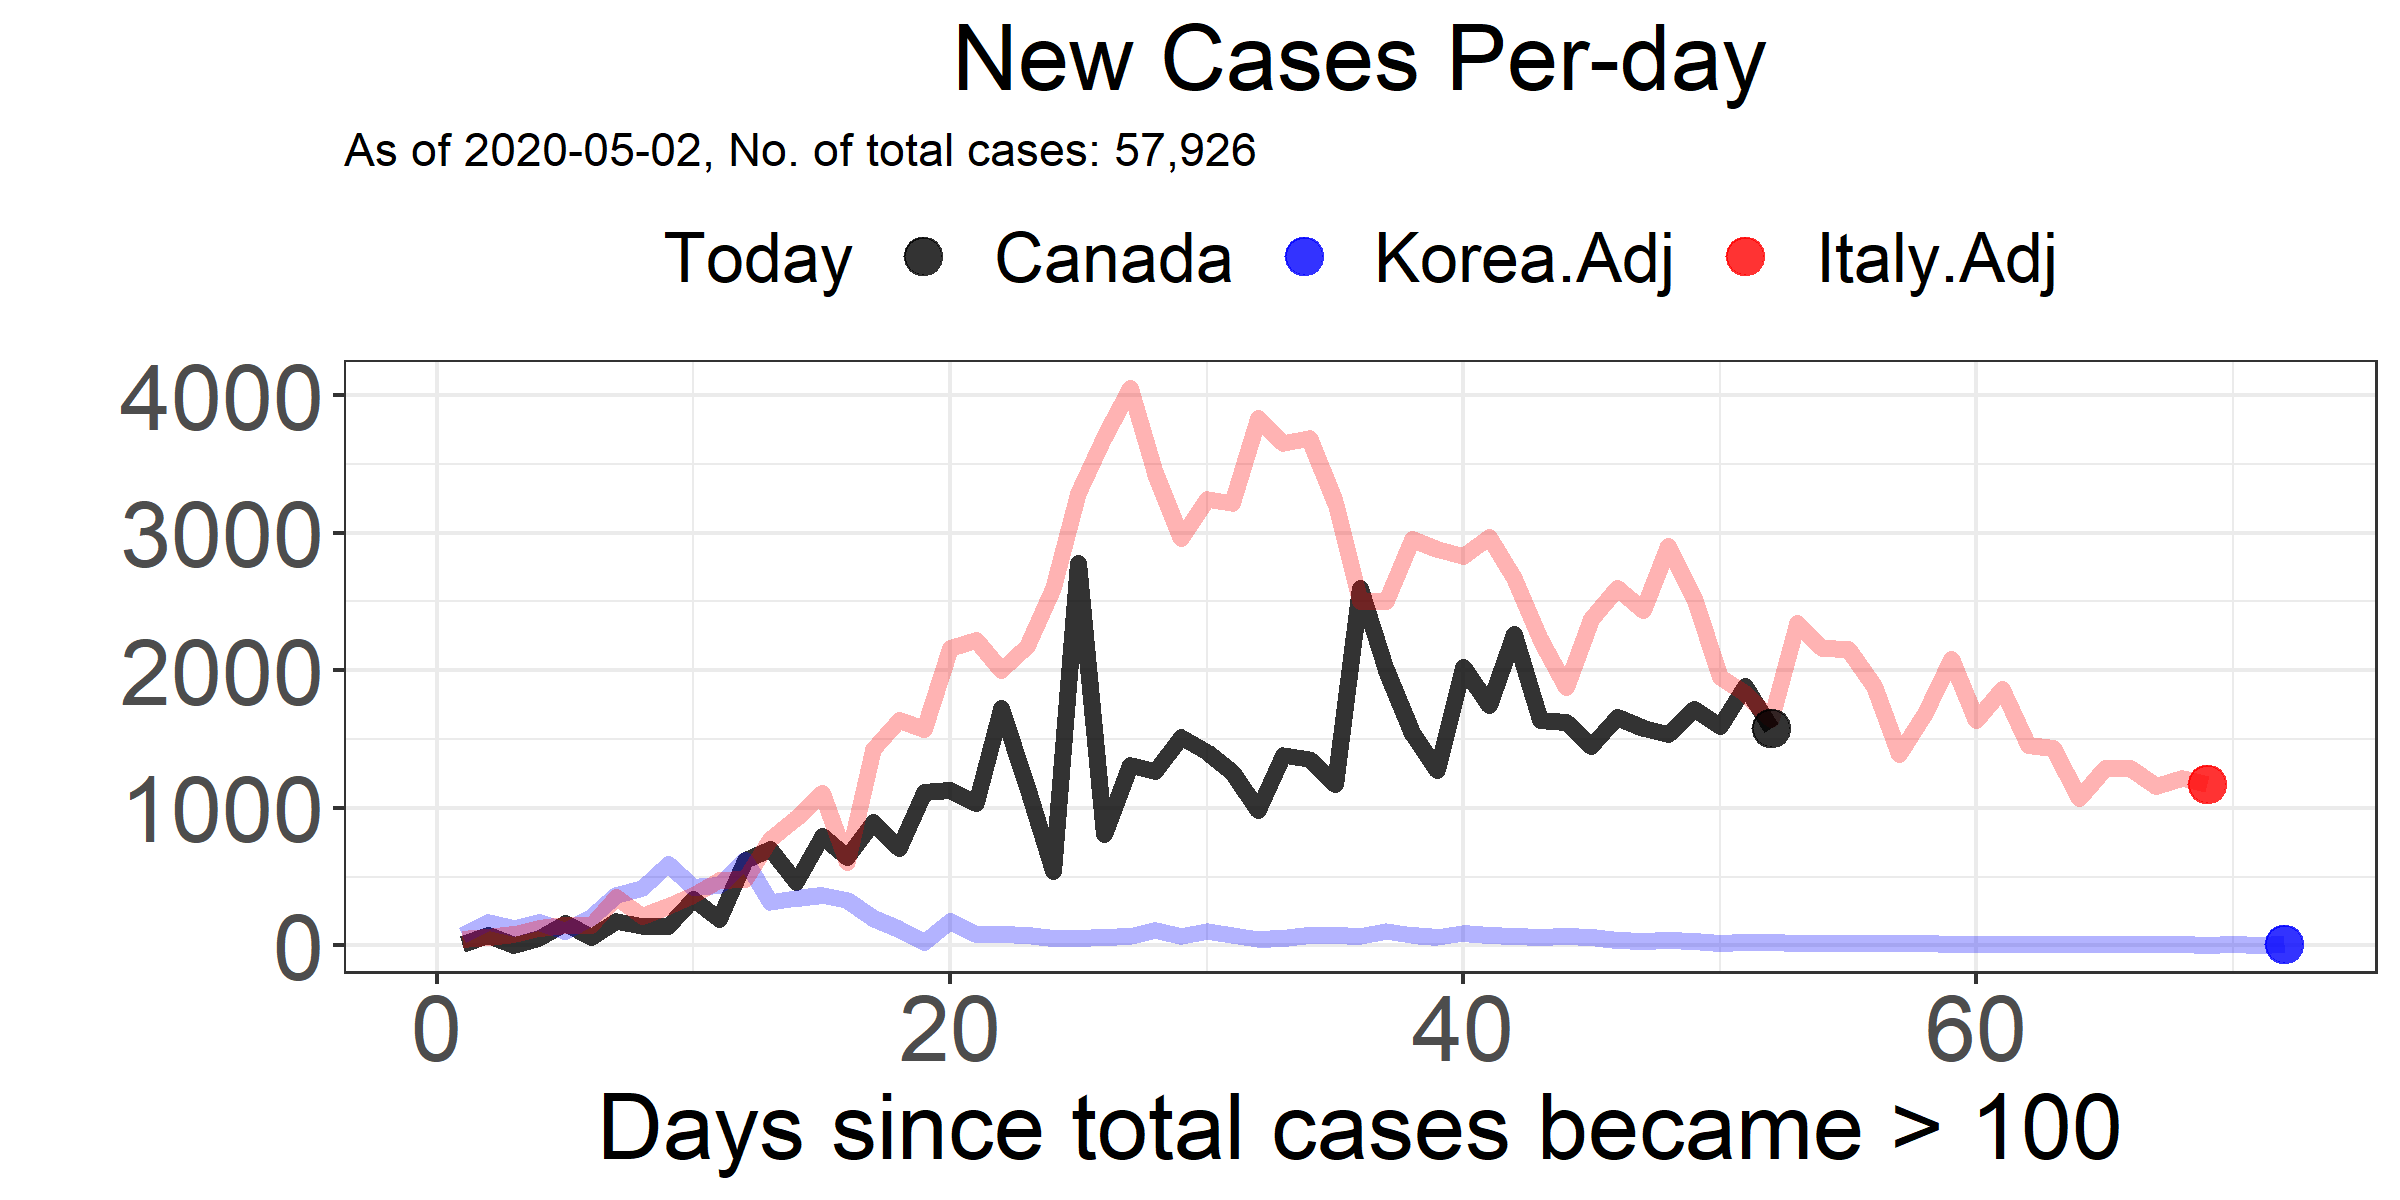 New Cases Per-day
As of 2020-05-02, No. of total cases: 57,926
Today Canada Korea.Adj Italy.Adj
4000
3000
2000
1000
0
0 20 40 60
Days since total cases became > 100